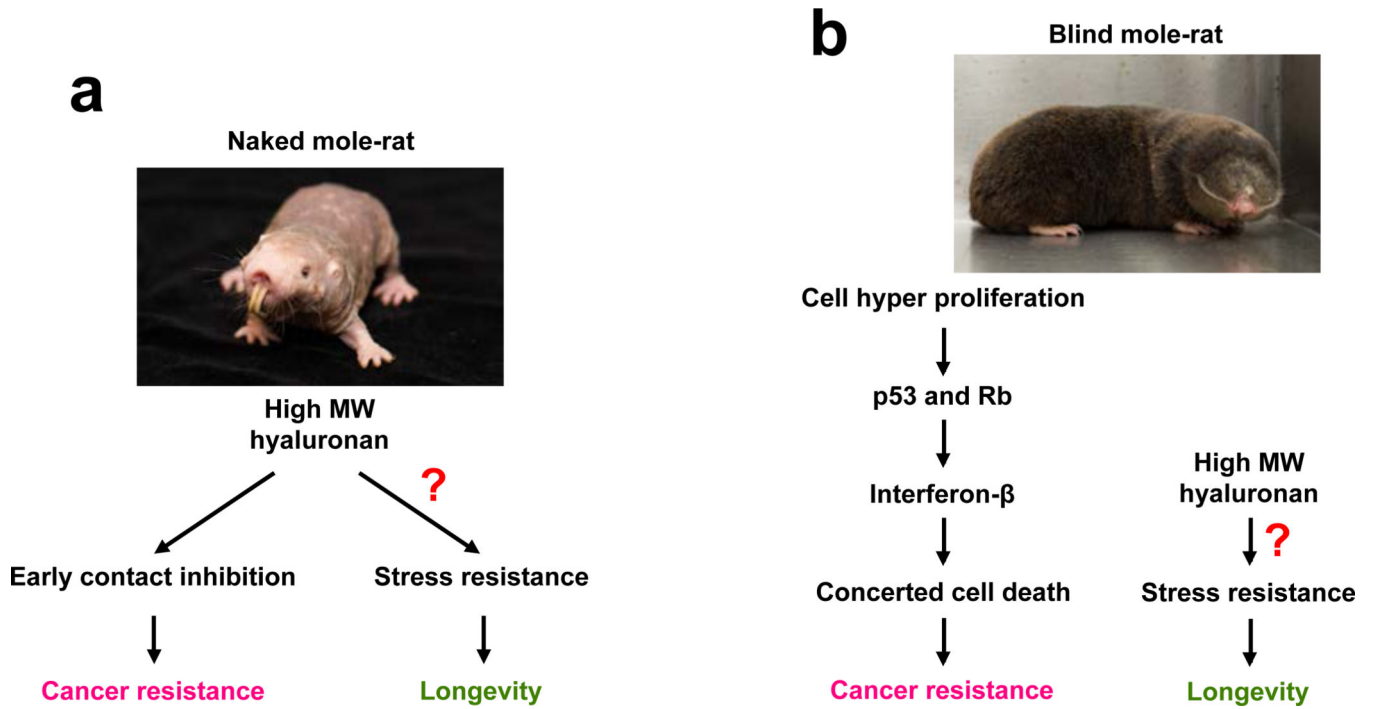 a
Naked mole-rat
High MW
hyaluronan
?
Early contact inhibition
Stress resistance
Cancer resistance
Longevity
b
Blind mole-rat
Cell hyper proliferation
p53 and Rb
Interferon-β
Concerted cell death
Cancer resistance
High MW
hyaluronan
?
Stress resistance
Longevity